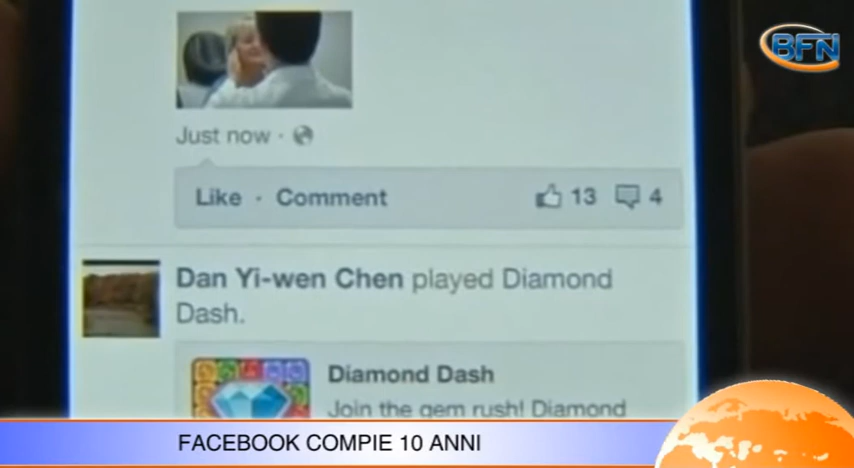 BFN
Just now ·
Like · Comment 13 4
Dan Yi-wen Chen played Diamond
Dash.
Diamond Dash
Join the gem rush! Diamond
FACEBOOK COMPIE 10 ANNI